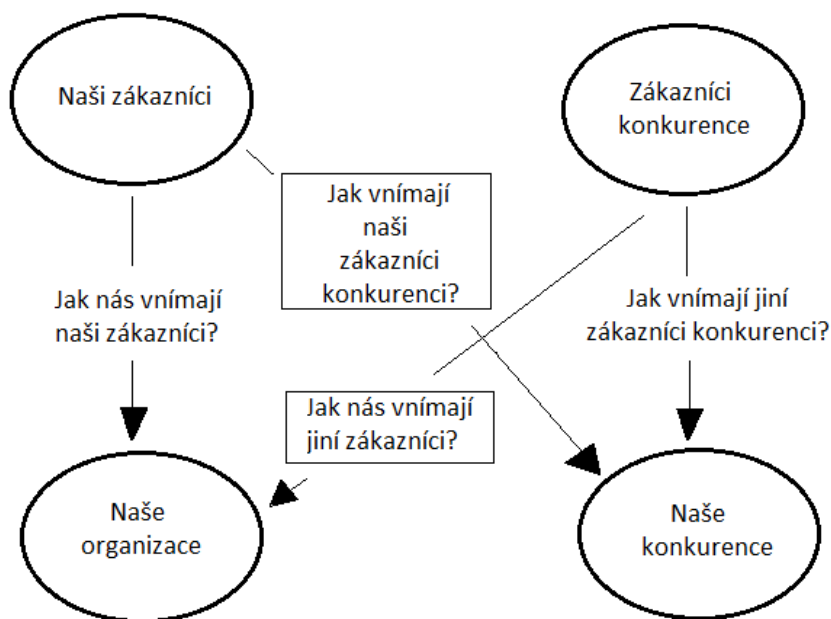 Naši zákazníci
Zákazníci
konkurence
Jak vnímají
naši
zákazníci
konkurenci?
Jak nás vnímají
naši zákazníci?
Jak vnímají jiní
zákazníci konkurenci?
Jak nás vnímají
jiní zákazníci?
Naše
organizace
Naše
konkurence